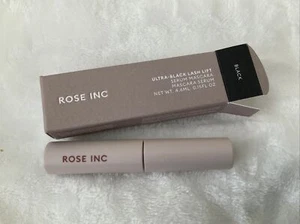 ROSE INC
ULTRA-BLACK LASH LIFT
SERUM MASCARA
MASCARA SÉRUM
NET WT. 4.4ML, 0.15FL OZ
BLACK
ROSE INC